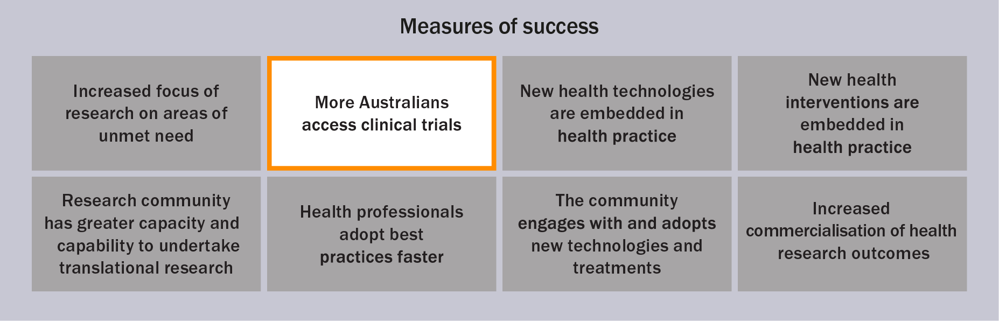 Measures of success
Increased focus of
research on areas of
unmet need
More Australians
access clinical trials
New health technologies
are embedded in
health practice
New health
interventions are
embedded in
health practice
Research community
has greater capacity and
capability to undertake
translational research
Health professionals
adopt best
practices faster
The community
engages with and adopts
new technologies and
treatments
Increased
commercialisation of health
research outcomes